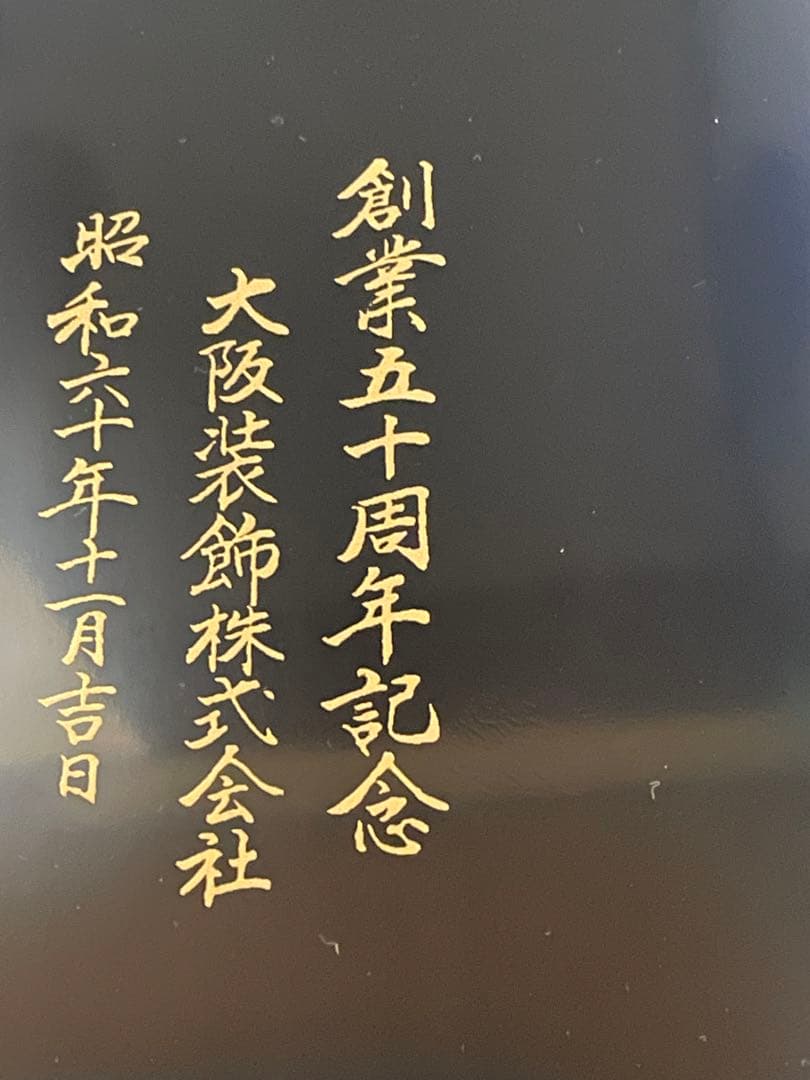 創業五十周年記念
大阪装飾株式会社
昭和六十年十一月吉日